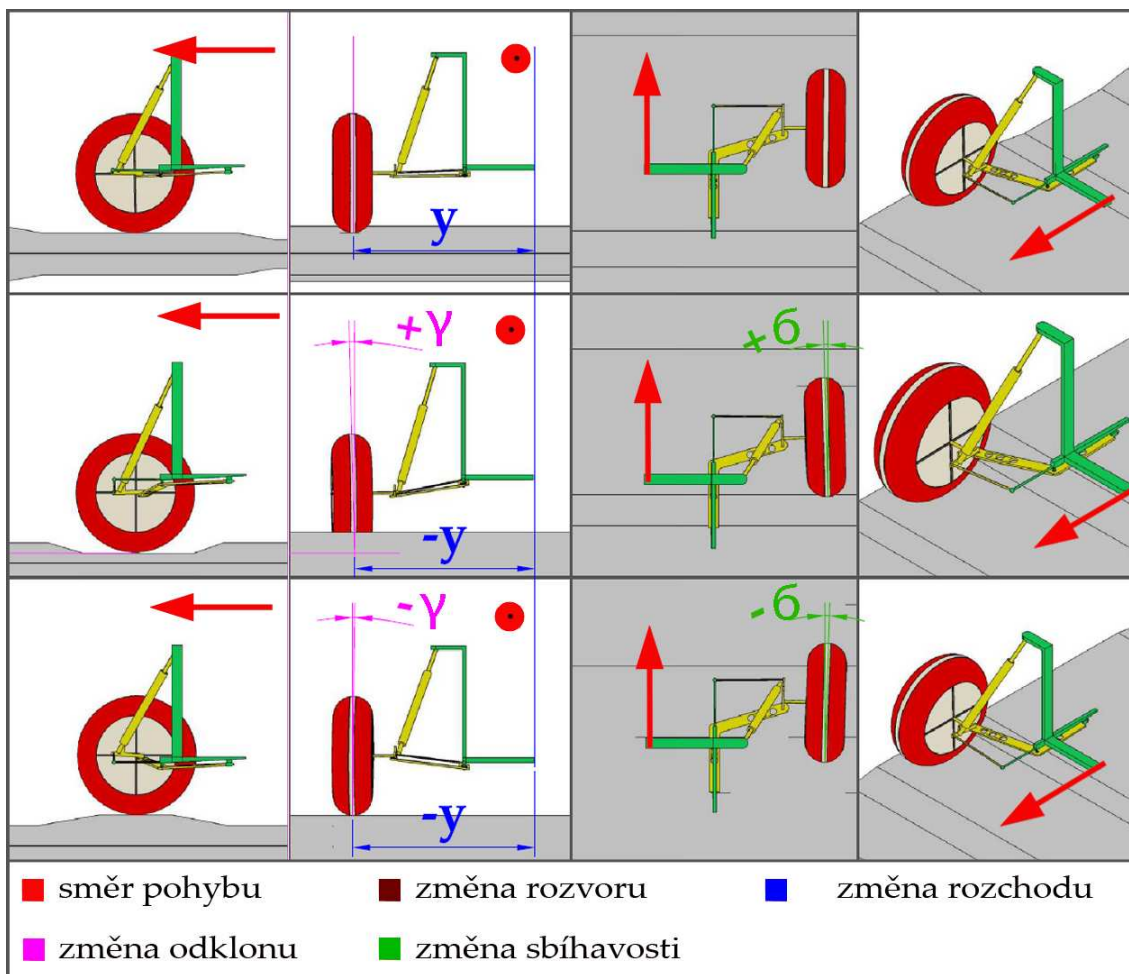 y
+γ
+б
-y
-γ
-б
-y
směr pohybu
změna rozvoru
změna rozchodu
změna odklonu
změna sbíhavosti